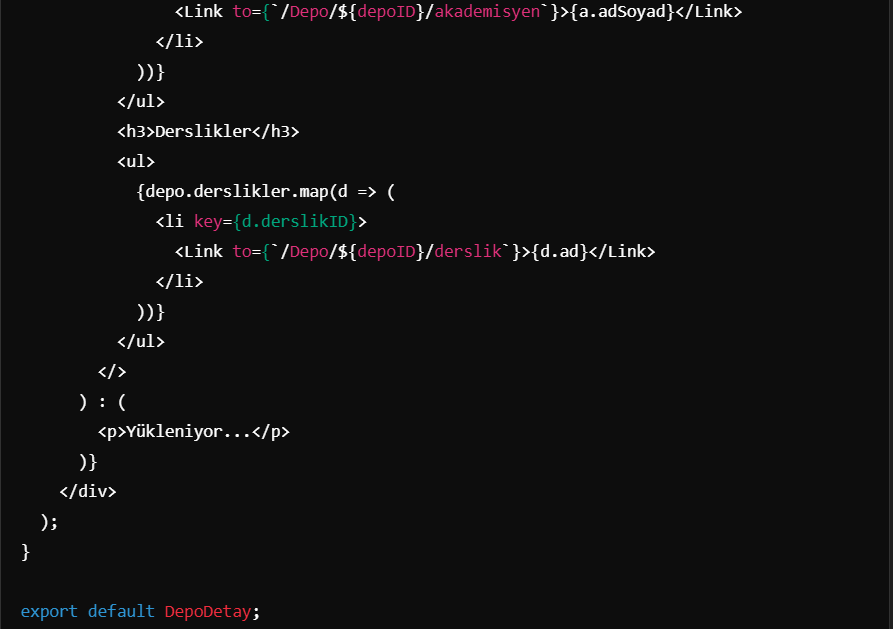 <Link to={`/Depo/${depoID}/akademisyen`}>{a.adSoyad}</Link>
</li>
))}
</ul>
<h3>Derslikler</h3>
<ul>
{depo.derslikler.map(d => (
<li key={d.derslikID}>
<Link to={`/Depo/${depoID}/derslik`}>{d.ad}</Link>
</li>
))}
</ul>
</>
) : (
<p>Yükleniyor...</p>
)}
</div>
);
}
export default DepoDetay;